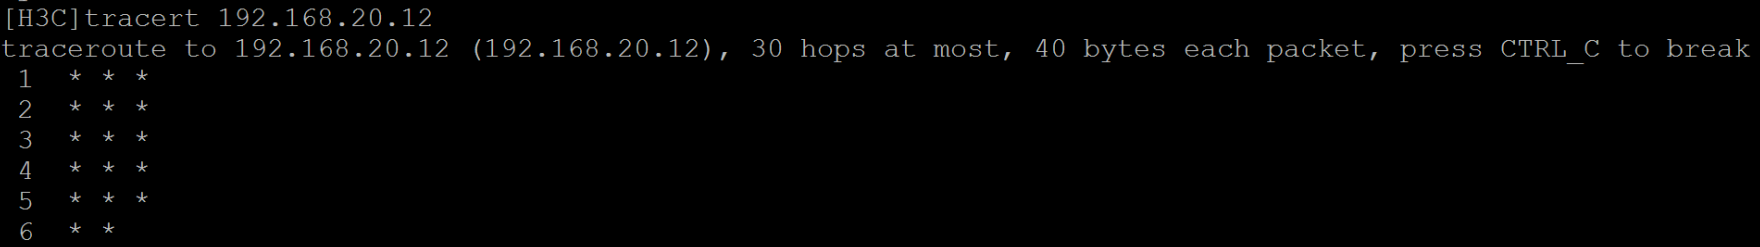 [H3C]tracert 192.168.20.12
traceroute to 192.168.20.12 (192.168.20.12), 30 hops at most, 40 bytes each packet, press CTRL_C to break
1 * * *
2 * * *
3 * * *
4 * * *
5 * * *
6 * *